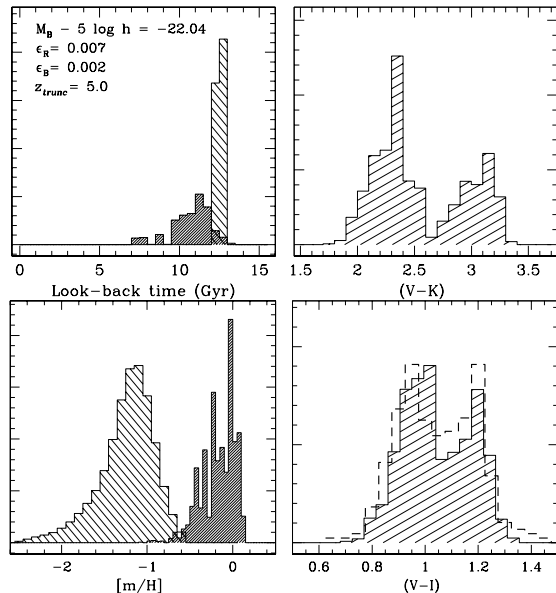 M_B − 5 log h = −22.04
ϵ_R= 0.007
ϵ_B= 0.002
z_trunc= 5.0
0 5 10 15
Look−back time (Gyr)
1.5 2 2.5 3 3.5
(V−K)
−2 −1 0
[m/H]
0.6 0.8 1 1.2 1.4
(V−I)